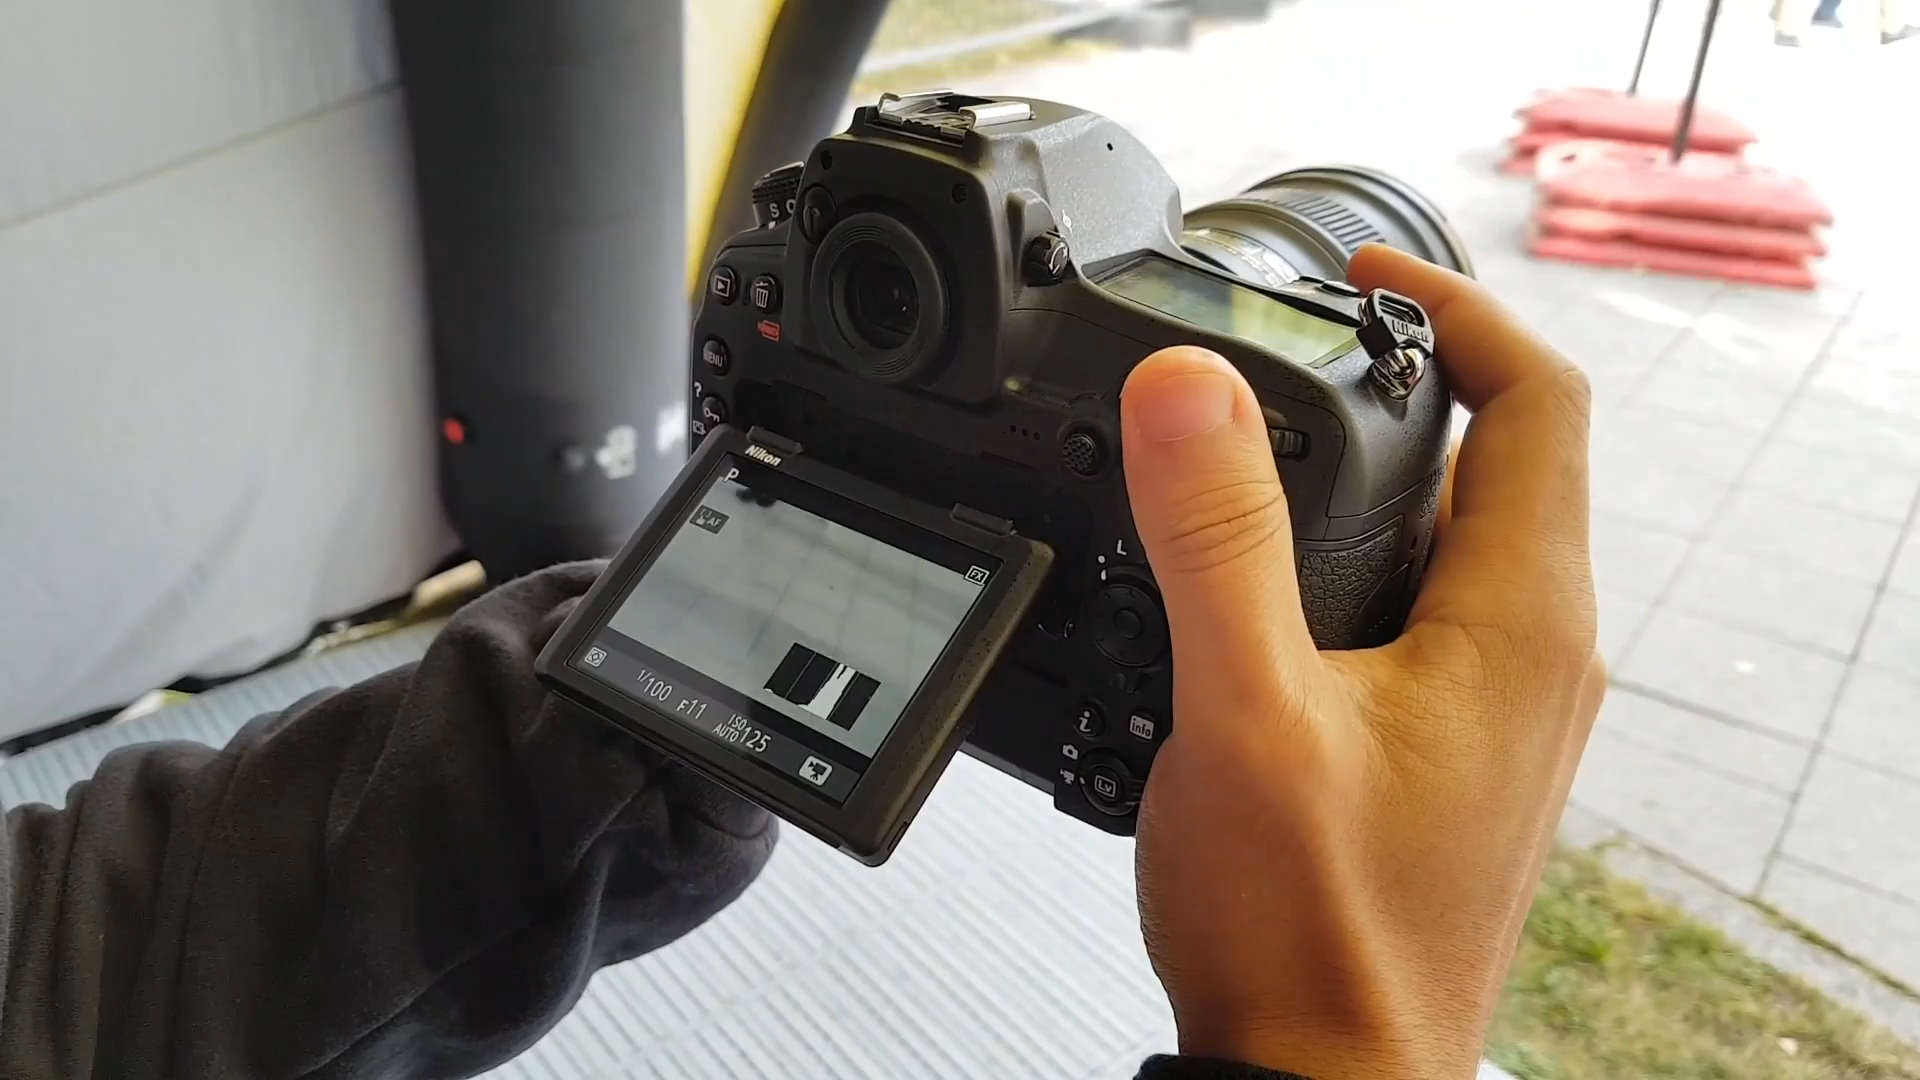 S
MENU
?
Nikon
P
AF
FX
1/100 F11 ISO AUTO 125
L
i
info
Lv
Nikon